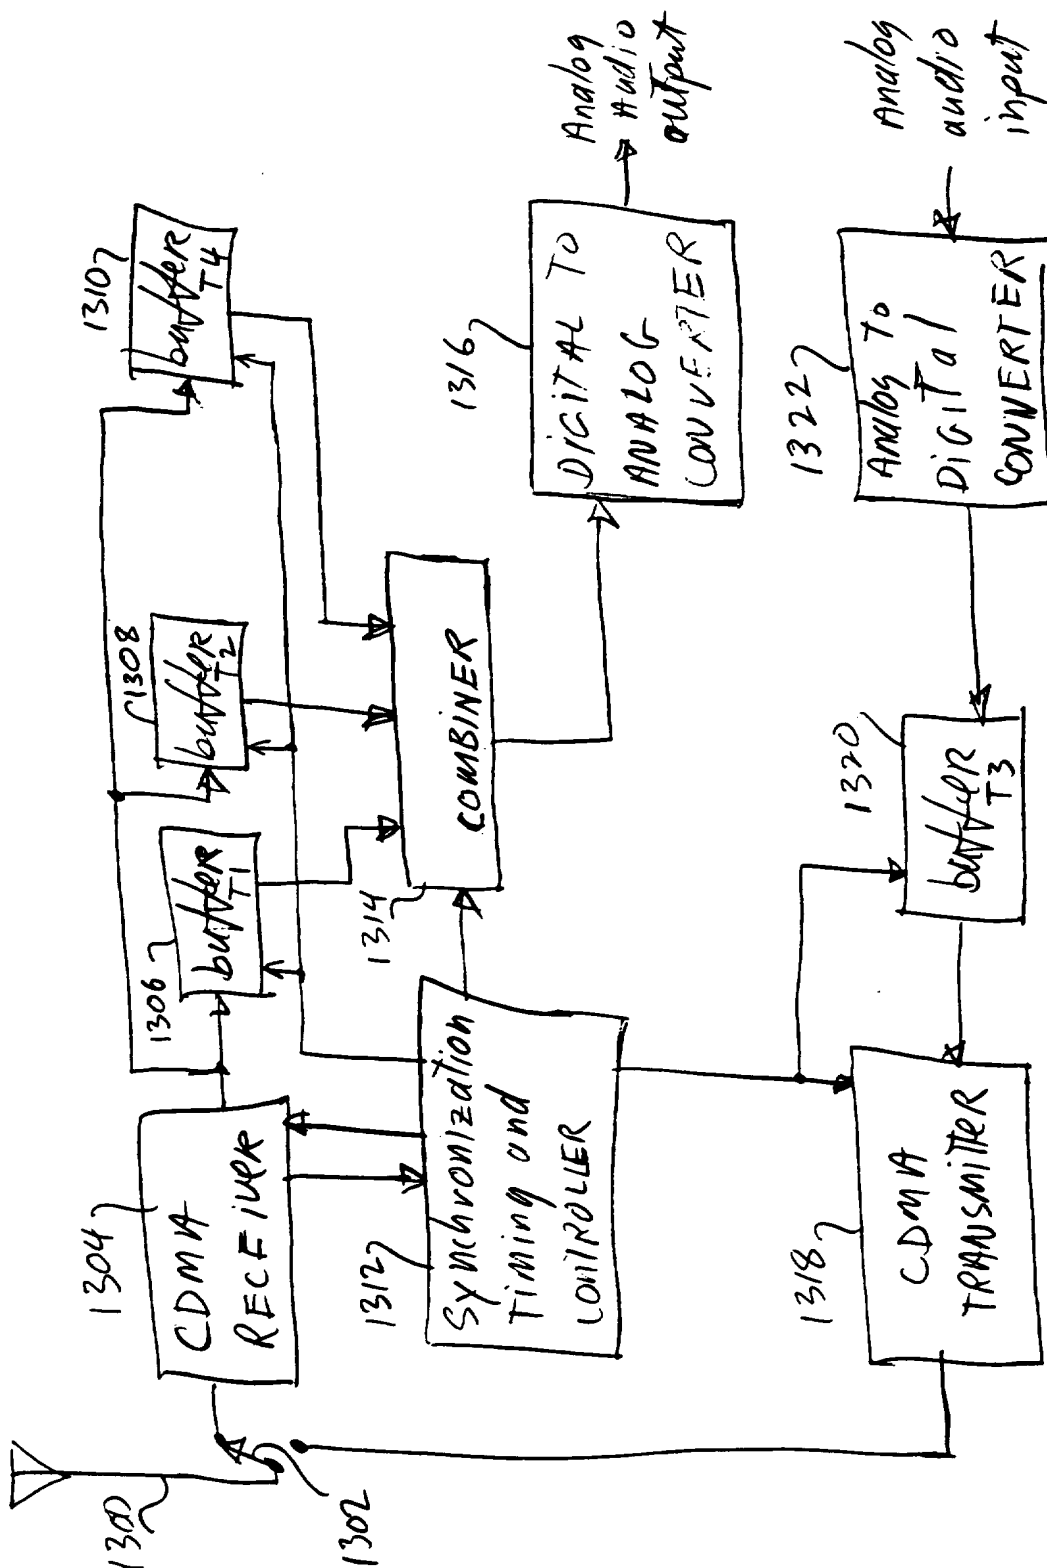 1300
1302
1304
CDMA
RECEIVER
1306
buffer
T1
1308
buffer
T2
1310
buffer
T4
1312
Synchronization
Timing and
CONTROLLER
1314
COMBINER
1316
DIGITAL TO
ANALOG
CONVERTER
Analog
Audio
output
1318
CDMA
TRANSMITTER
1320
buffer
T3
1322
Analog To
DIGITal
CONVERTER
Analog
audio
input